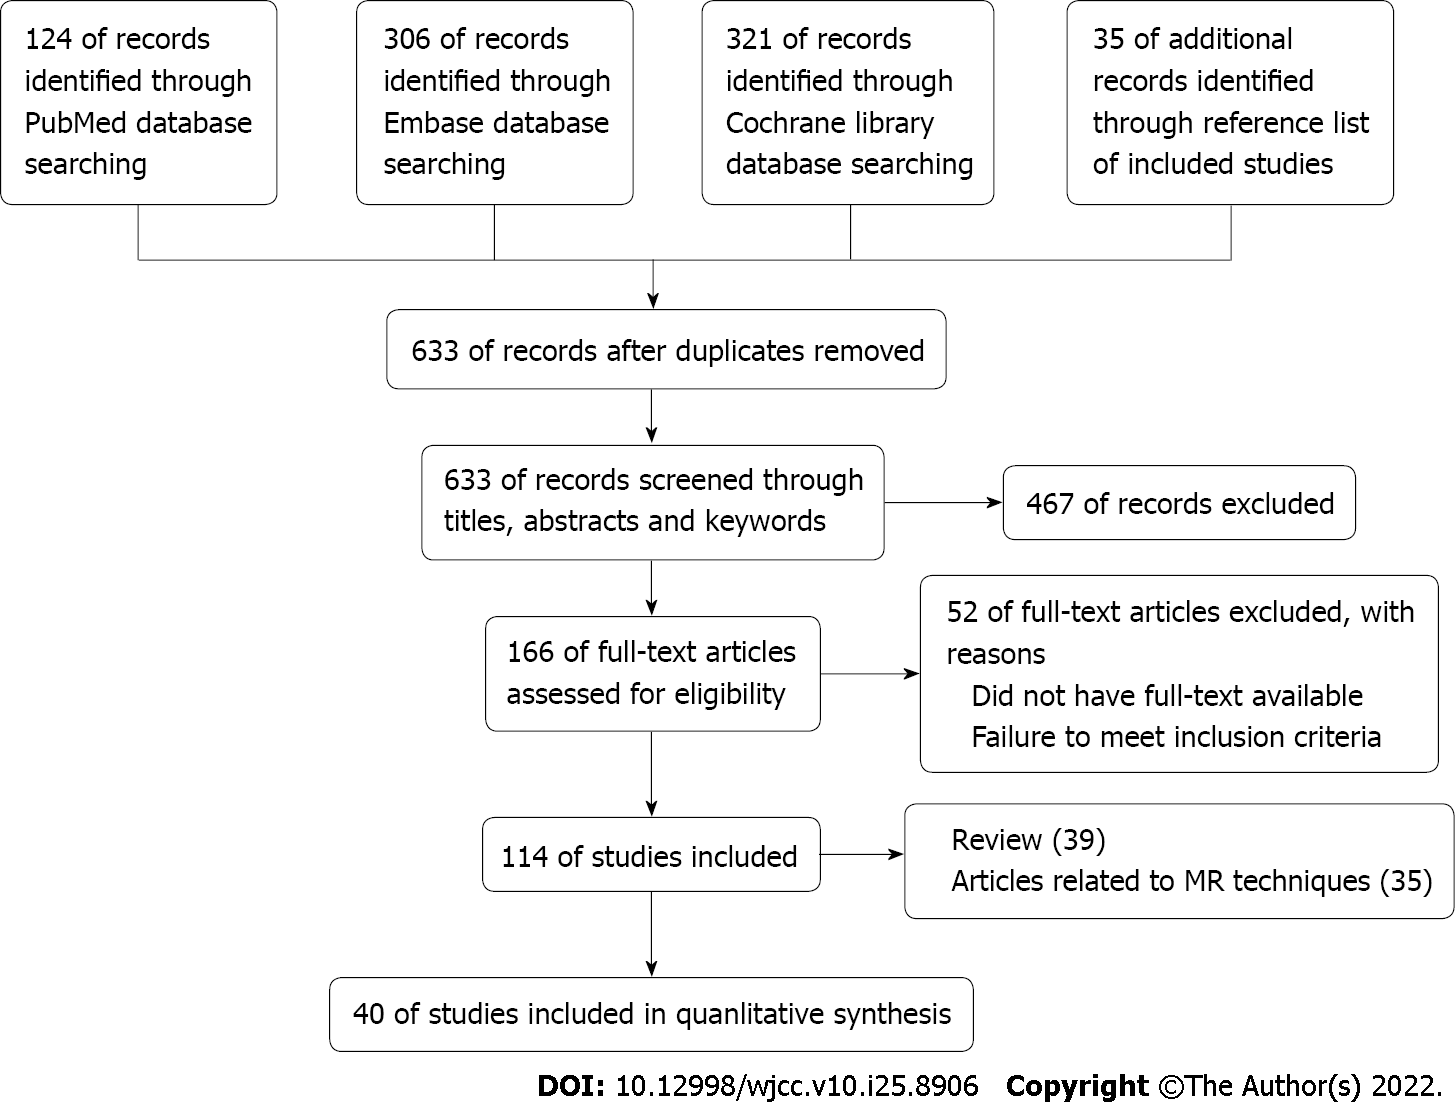 124 of records
identified through
PubMed database
searching
306 of records
identified through
Embase database
searching
321 of records
identified through
Cochrane library
database searching
35 of additional
records identified
through reference list
of included studies
633 of records after duplicates removed
633 of records screened through
titles, abstracts and keywords
467 of records excluded
166 of full-text articles
assessed for eligibility
52 of full-text articles excluded, with
reasons
Did not have full-text available
Failure to meet inclusion criteria
114 of studies included
Review (39)
Articles related to MR techniques (35)
40 of studies included in quanlitative synthesis
DOI: 10.12998/wjcc.v10.i25.8906 Copyright ©The Author(s) 2022.